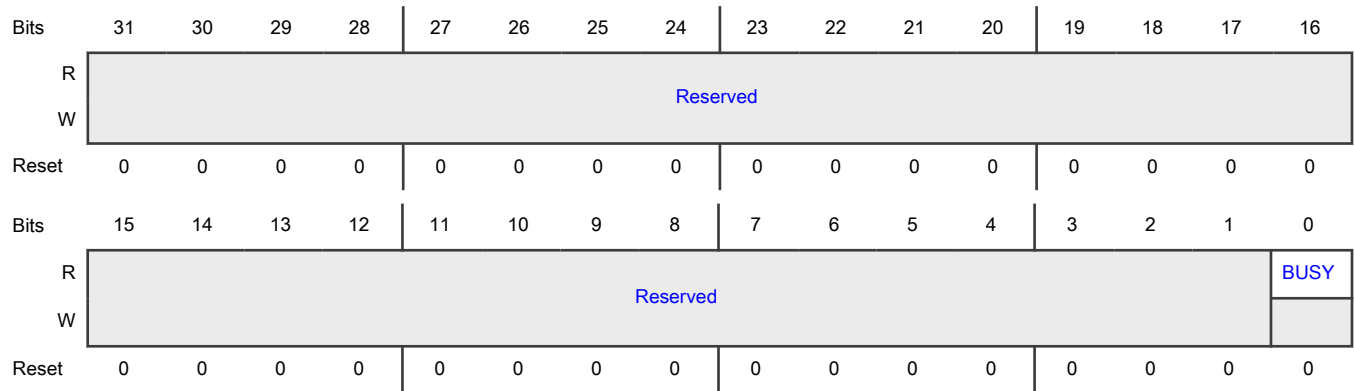 Bits 31 30 29 28 27 26 25 24 23 22 21 20 19 18 17 16
R
Reserved
W
Reset 0 0 0 0 0 0 0 0 0 0 0 0 0 0 0 0
Bits 15 14 13 12 11 10 9 8 7 6 5 4 3 2 1 0
R BUSY
Reserved
W
Reset 0 0 0 0 0 0 0 0 0 0 0 0 0 0 0 0